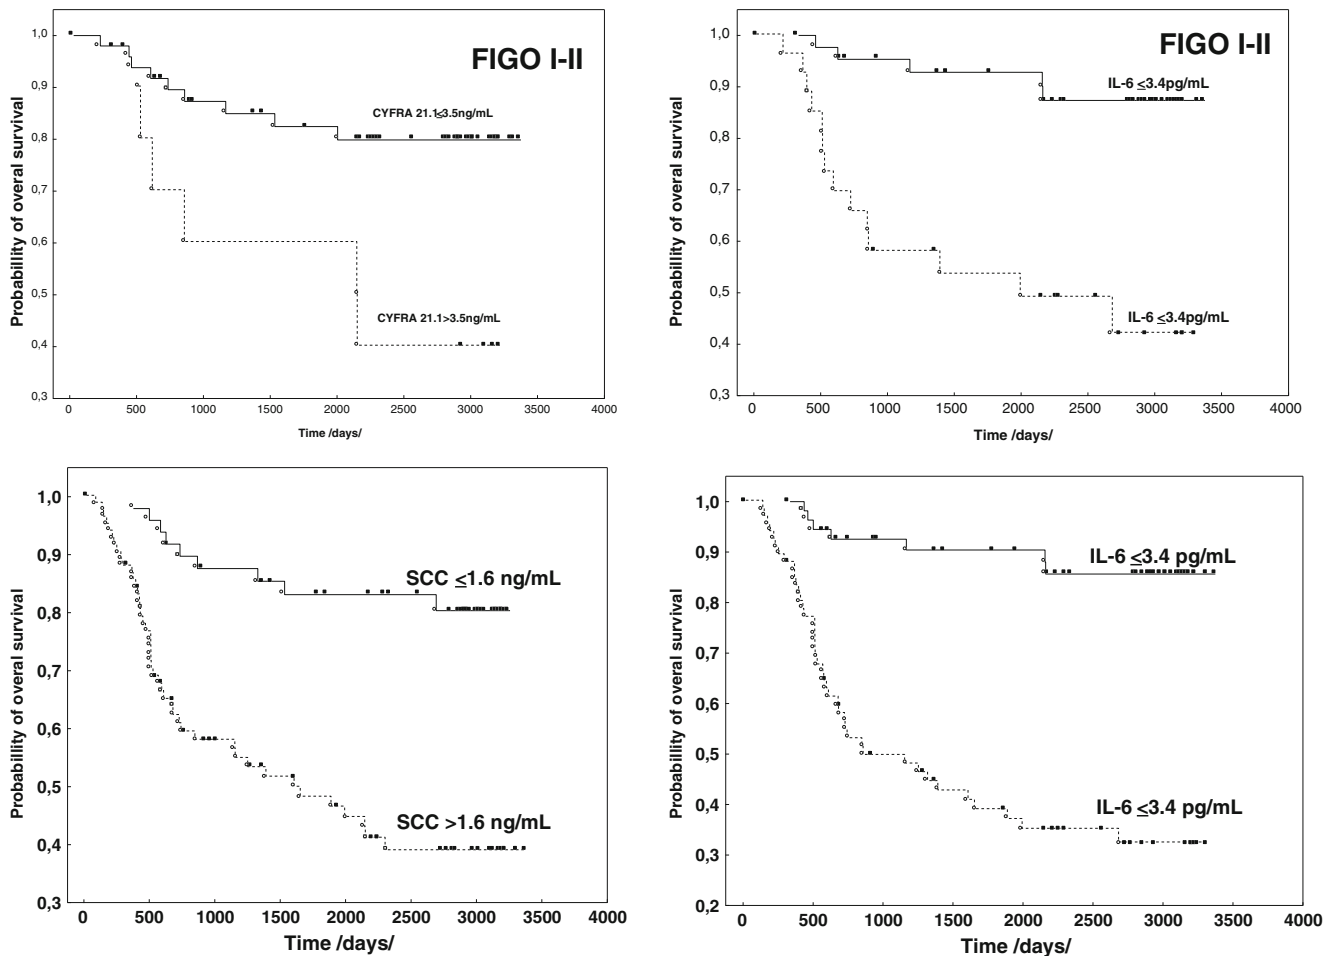 FIGO I-II
CYFRA 21.1≤3.5ng/mL
CYFRA 21.1>3.5ng/mL
Probabillity of overal survival
1,0
0,9
0,8
0,7
0,6
0,5
0,4
0,3
0 500 1000 1500 2000 2500 3000 3500 4000
Time /days/
FIGO I-II
IL-6 ≤3.4pg/mL
IL-6 ≤3.4pg/mL
Probabillity of overal survival
1,0
0,9
0,8
0,7
0,6
0,5
0,4
0,3
0 500 1000 1500 2000 2500 3000 3500 4000
Time /days/
SCC ≤1.6 ng/mL
SCC >1.6 ng/mL
Probabillity of overal survival
1,0
0,9
0,8
0,7
0,6
0,5
0,4
0,3
0 500 1000 1500 2000 2500 3000 3500 4000
Time /days/
IL-6 ≤3.4 pg/mL
IL-6 ≤3.4 pg/mL
Probabillity of overal survival
1,0
0,9
0,8
0,7
0,6
0,5
0,4
0,3
0,2
0 500 1000 1500 2000 2500 3000 3500 4000
Time /days/